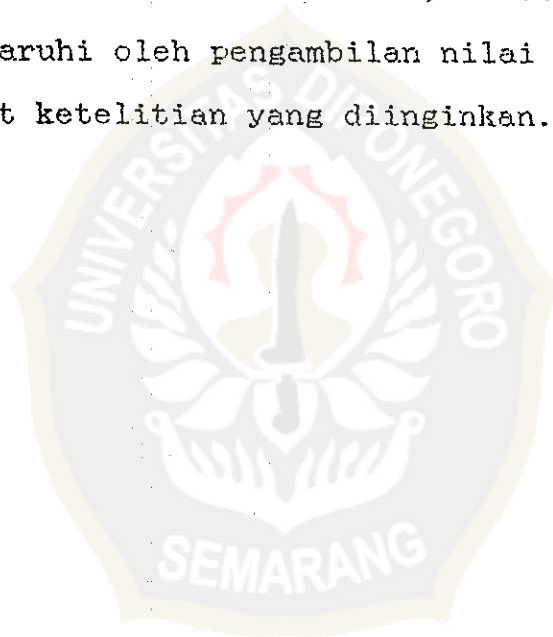 aruhi oleh pengambilan nilai
t ketelitian yang diinginkan.
UNIVERSITAS DIPONEGORO
SEMARANG